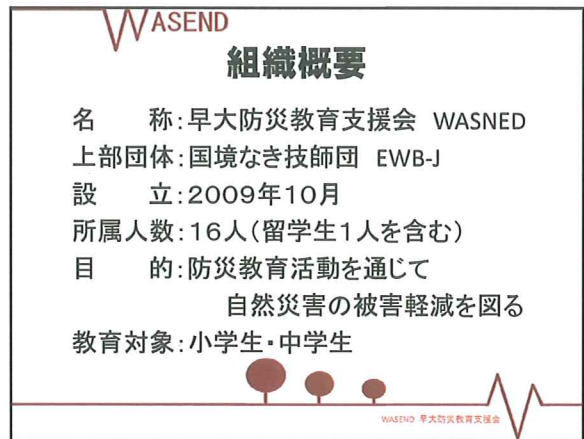 WASEND
組織概要
名　　称:早大防災教育支援会 WASNED
上部団体:国境なき技師団 EWB-J
設　　立:2009年10月
所属人数:16人(留学生1人を含む)
目　　的:防災教育活動を通じて
自然災害の被害軽減を図る
教育対象:小学生・中学生
WASEND 早大防災教育支援会